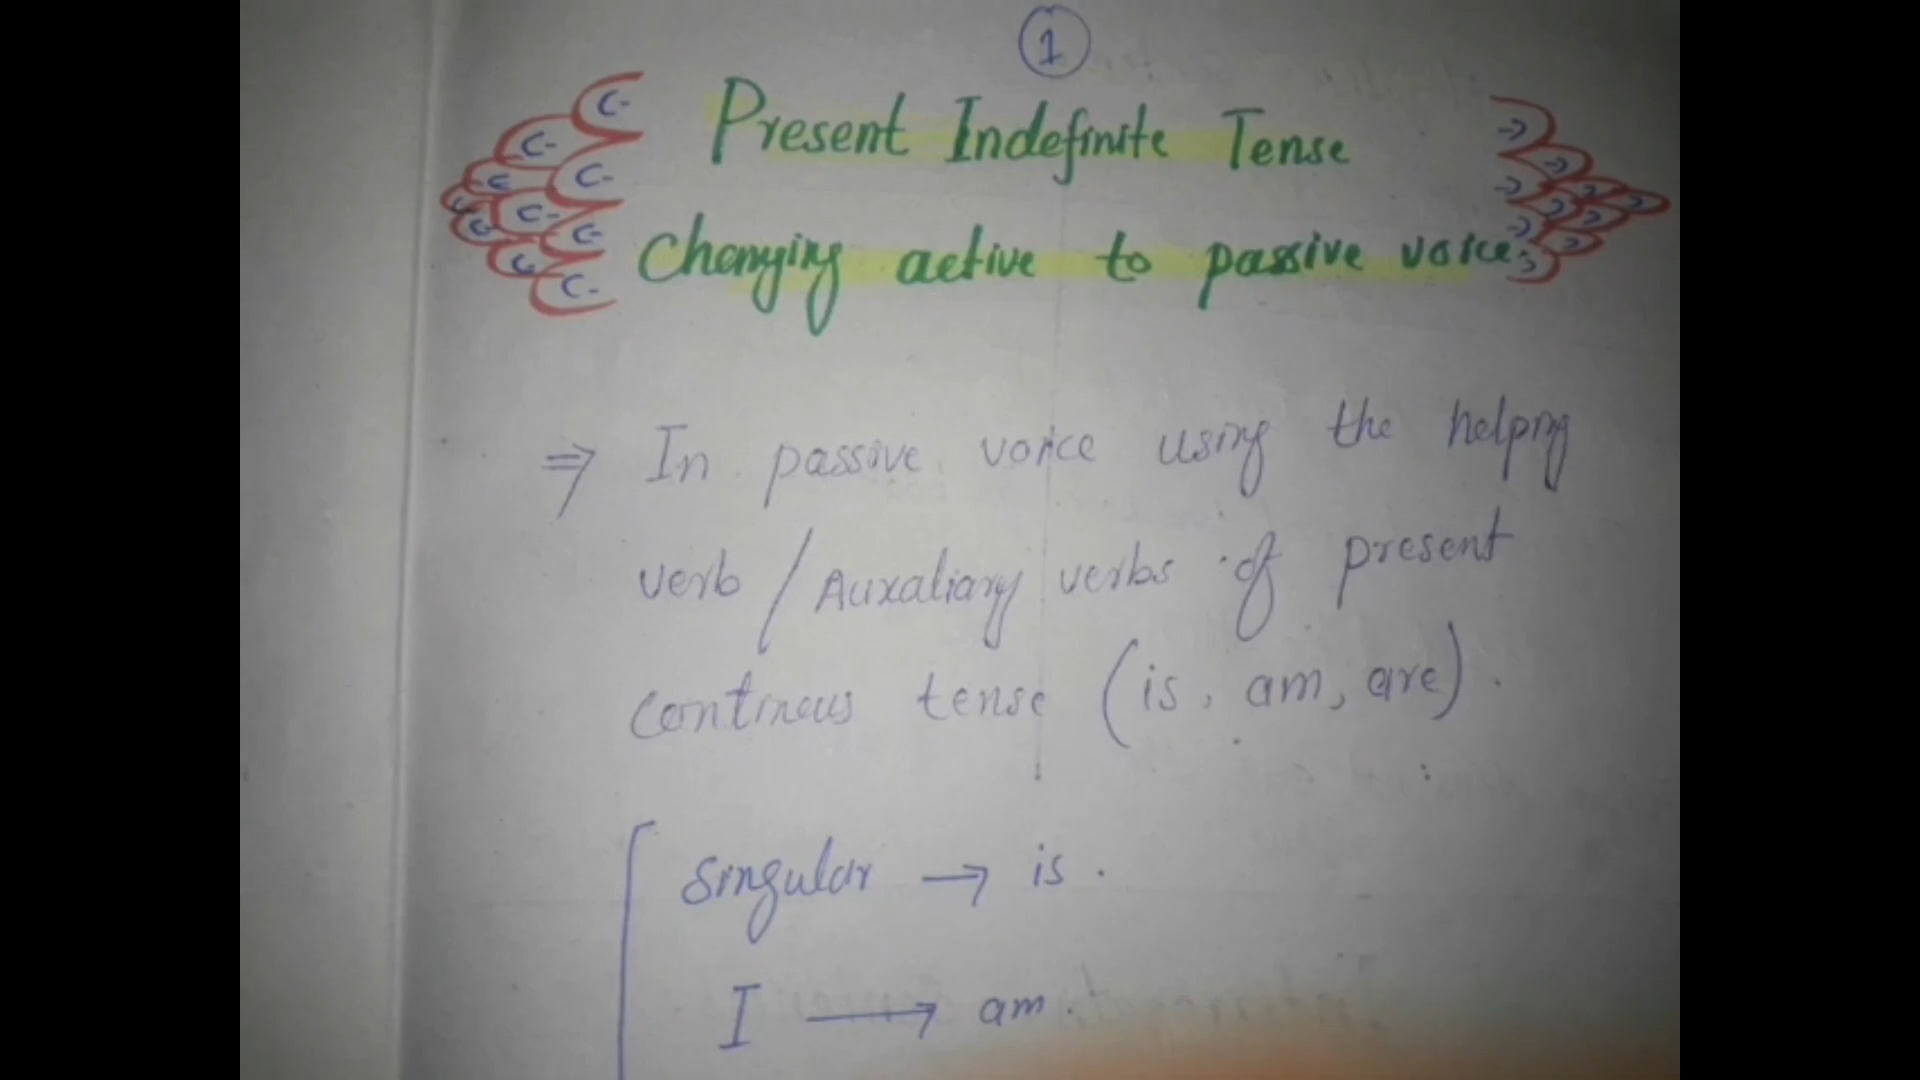 1
Present Indefinite Tense
Changing active to passive voice
⇒ In passive voice using the helping
verb / Auxaliary verbs of present
continous tense (is, am, are).
Singular → is.
I → am.